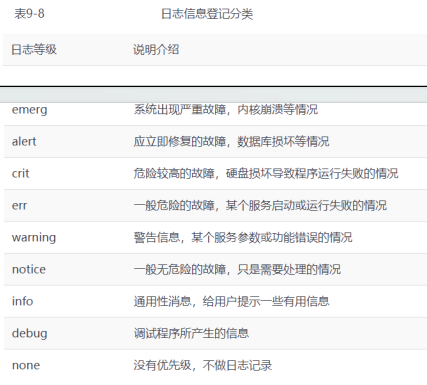 表9-8 日志信息登记分类
日志等级 说明介绍
emerg 系统出现严重故障，内核崩溃等情况
alert 应立即修复的故障，数据库损坏等情况
crit 危险较高的故障，硬盘损坏导致程序运行失败的情况
err 一般危险的故障，某个服务启动或运行失败的情况
warning 警告信息，某个服务参数或功能错误的情况
notice 一般无危险的故障，只是需要处理的情况
info 通用性消息，给用户提示一些有用信息
debug 调试程序所产生的信息
none 没有优先级，不做日志记录